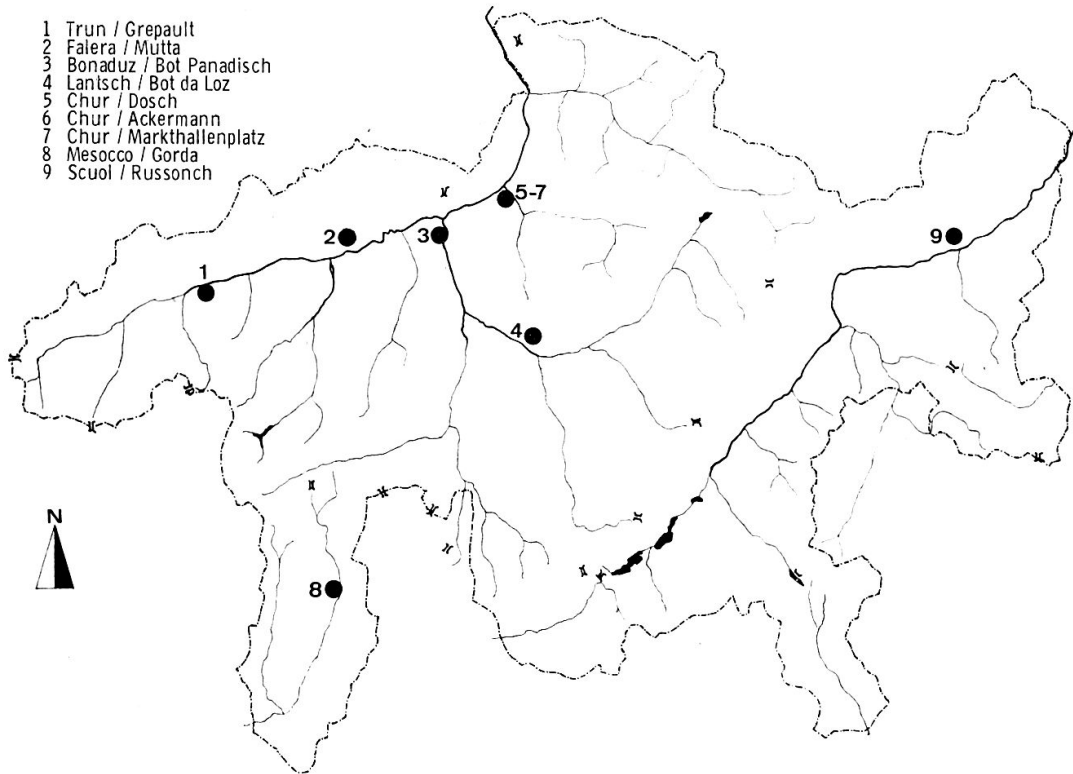 1 Trun / Grepault
2 Falera / Mutta
3 Bonaduz / Bot Panadisch
4 Lantsch / Bot da Loz
5 Chur / Dosch
6 Chur / Ackermann
7 Chur / Markthallenplatz
8 Mesocco / Gorda
9 Scuol / Russonch
5-7
2
3
9
1
4
N
8